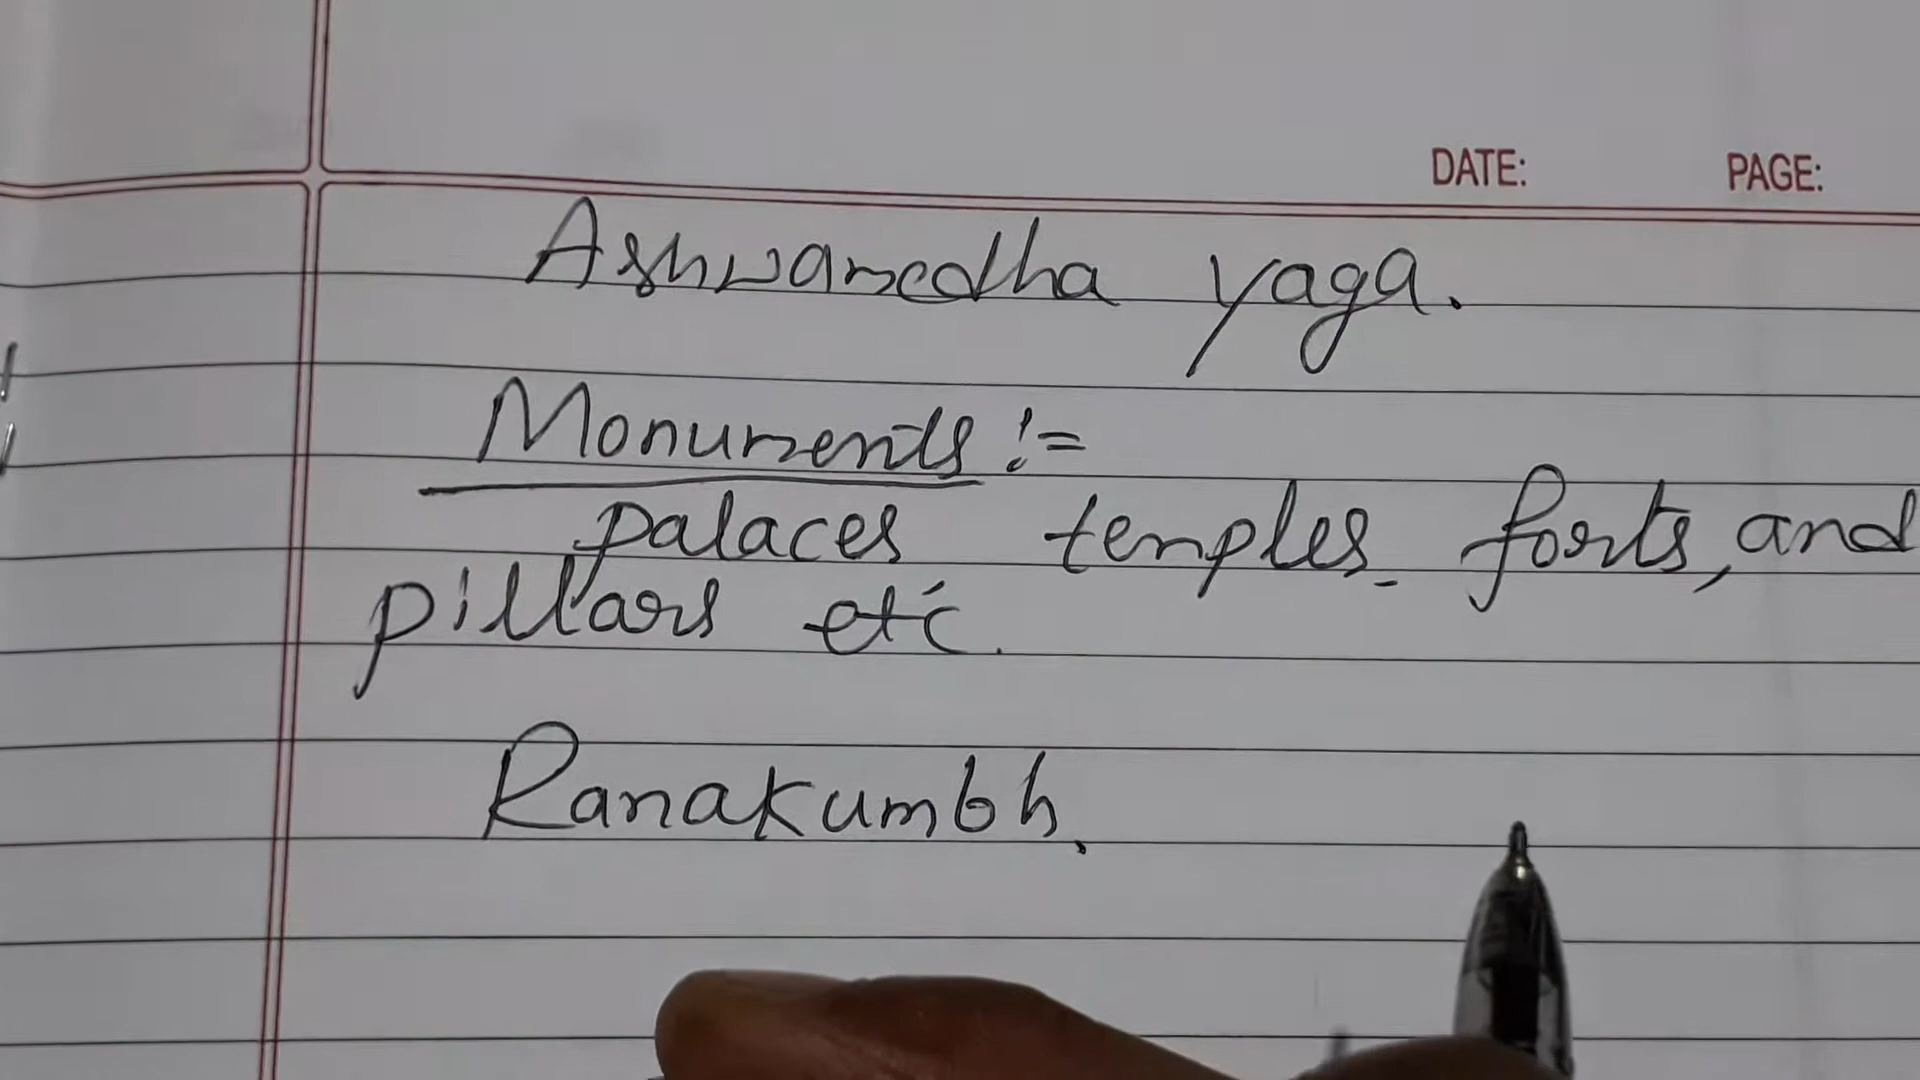 DATE: PAGE:
Ashwamedha yaga.
Monuments :=
palaces temples. forts, and
pillars etc.
Ranakumbh.